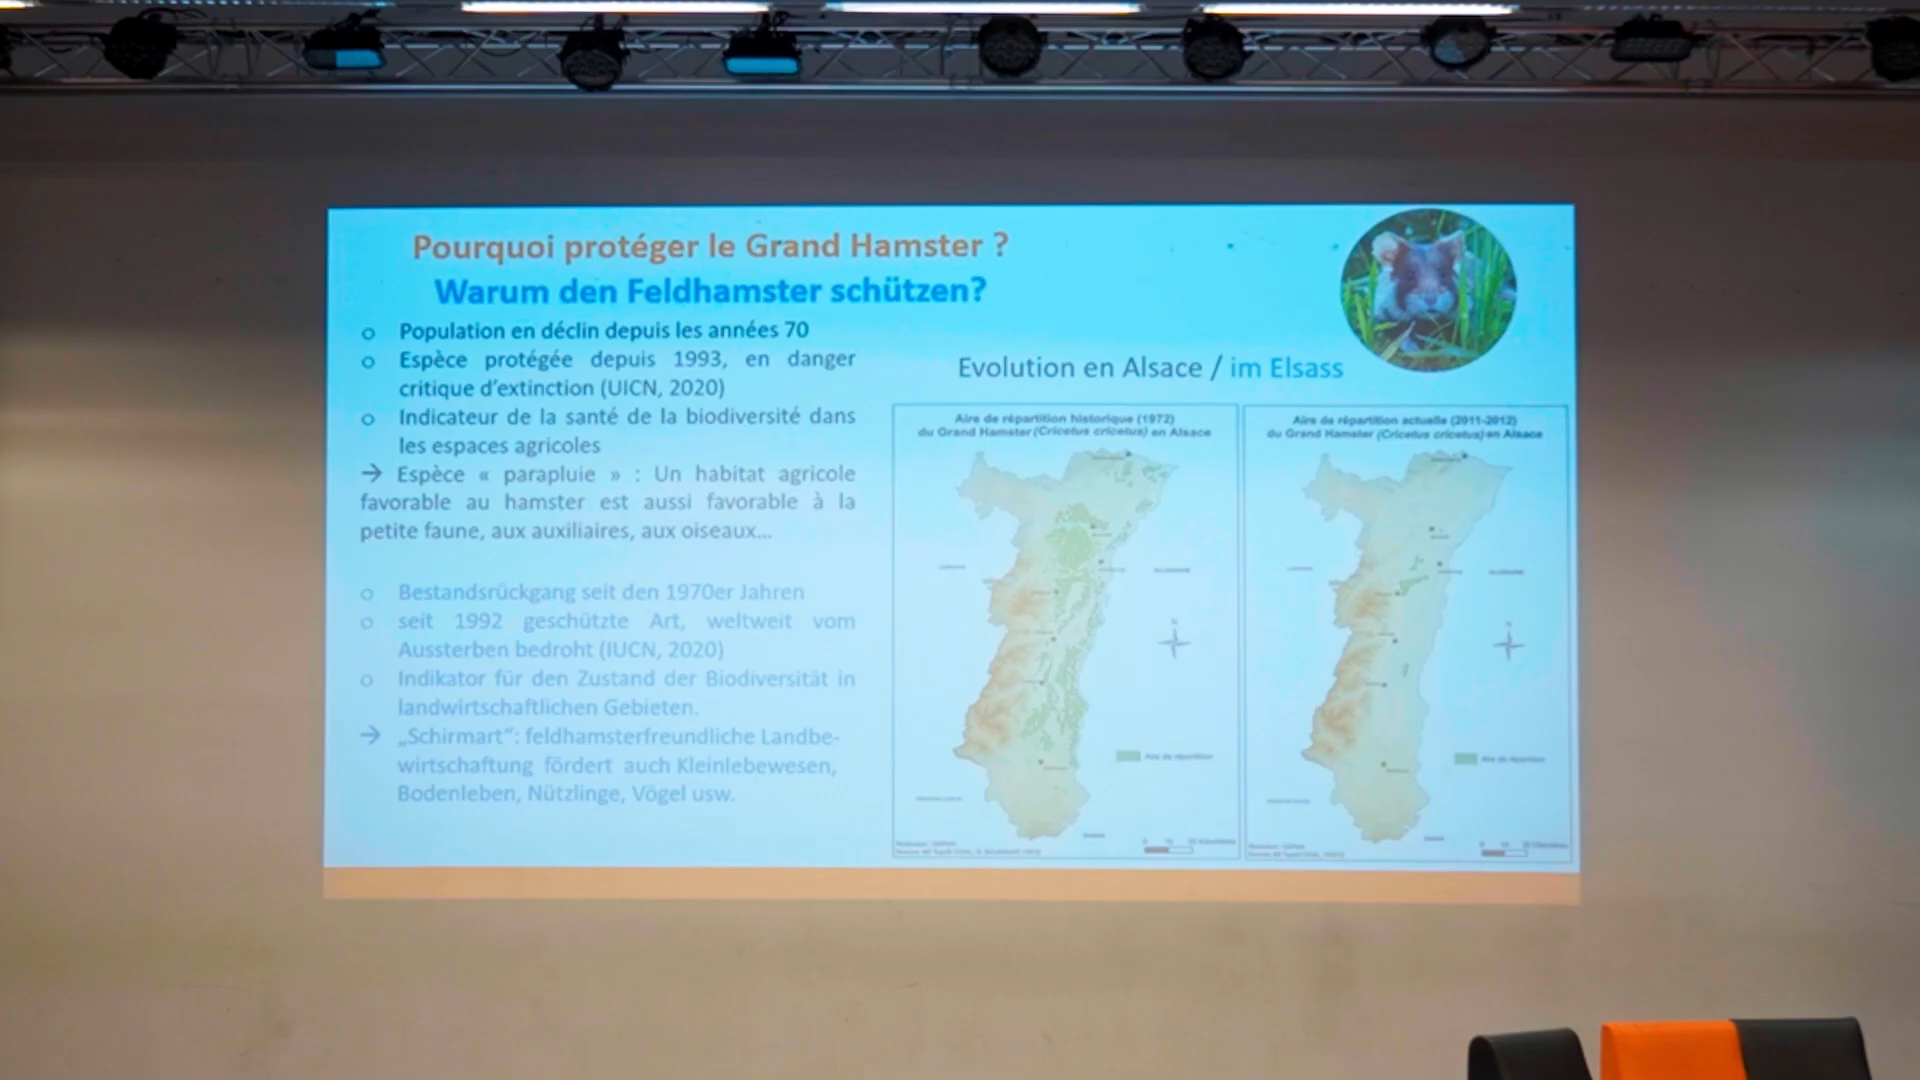 Pourquoi protéger le Grand Hamster ?
Warum den Feldhamster schützen?
o Population en déclin depuis les années 70
o Espèce protégée depuis 1993, en danger
critique d'extinction (UICN, 2020)
o Indicateur de la santé de la biodiversité dans
les espaces agricoles
→ Espèce « parapluie » : Un habitat agricole
favorable au hamster est aussi favorable à la
petite faune, aux auxiliaires, aux oiseaux...
o Bestandsrückgang seit den 1970er Jahren
o seit 1992 geschützte Art, weltweit vom
Aussterben bedroht (IUCN, 2020)
o Indikator für den Zustand der Biodiversität in
landwirtschaftlichen Gebieten.
→ „Schirmart“: feldhamsterfreundliche Landbe-
wirtschaftung fördert auch Kleinlebewesen,
Bodenleben, Nützlinge, Vögel usw.
Evolution en Alsace / im Elsass
Aire de répartition historique (1972)
du Grand Hamster (Cricetus cricetus) en Alsace
Aire de répartition
Aire de répartition actuelle (2011-2012)
du Grand Hamster (Cricetus cricetus) en Alsace
Aire de répartition